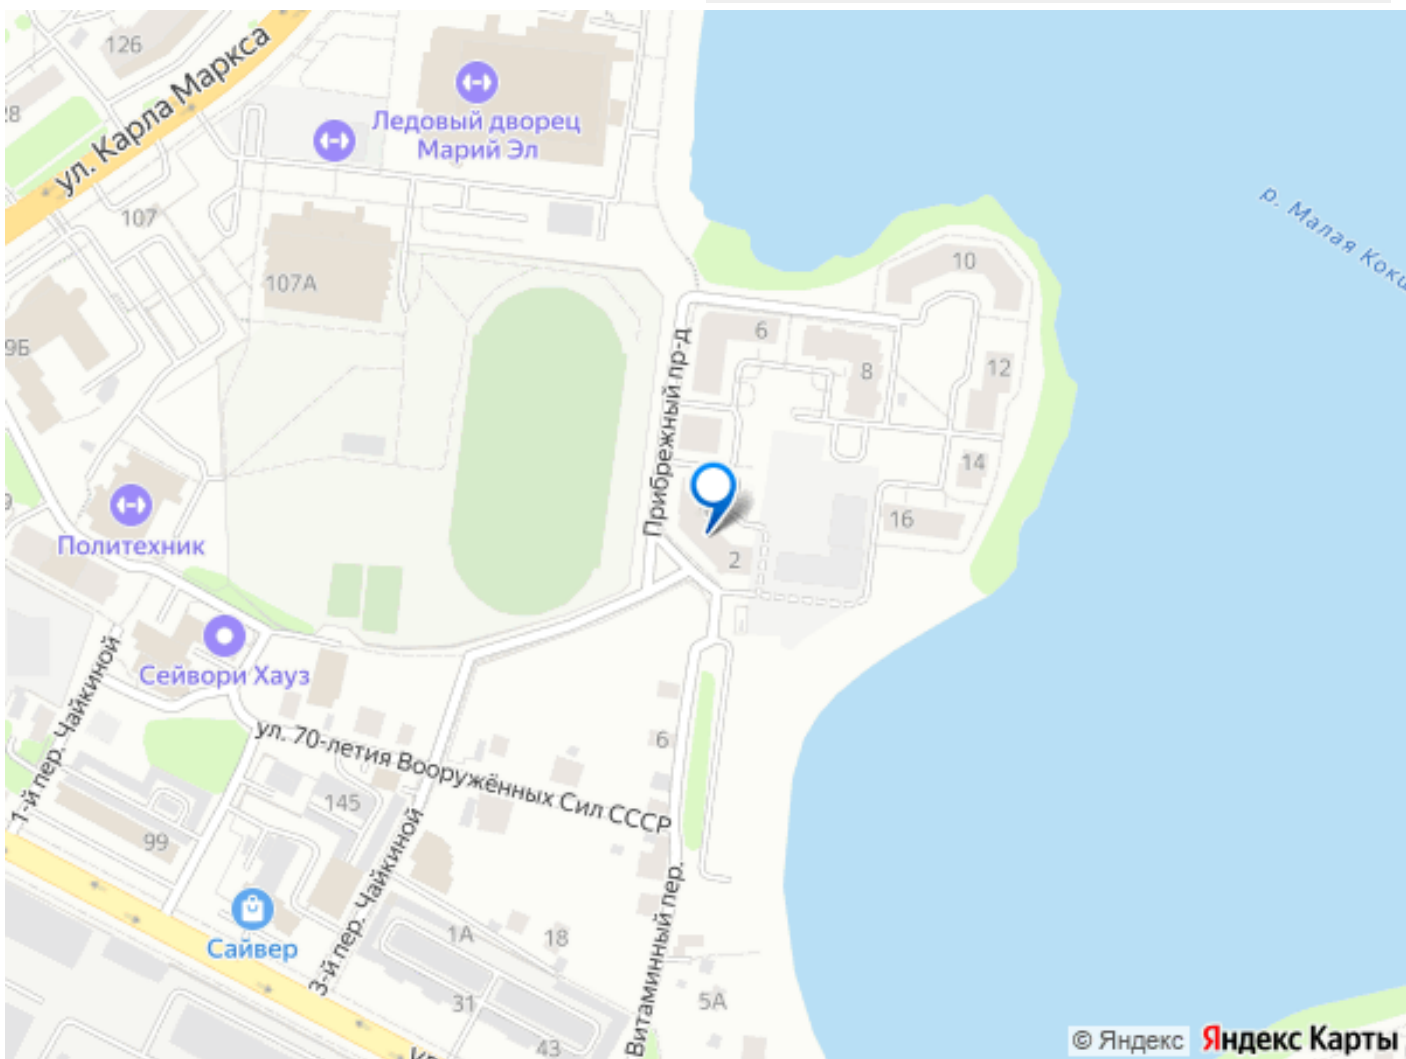 126
ул. Карла Маркса
Ледовый дворец
Марий Эл
р. Малая Кокш
107
10
107А
6
Прибрежный пр-д
8
12
9Б
14
16
Политехник
2
Сейвори Хауз
1-й пер. Чайкиной
ул. 70-летия Вооружённых Сил СССР
6
145
99
3-й пер. Чайкиной
Сайвер
1А
18
Витаминный пер.
31
5А
43
© Яндекс Яндекс Карты